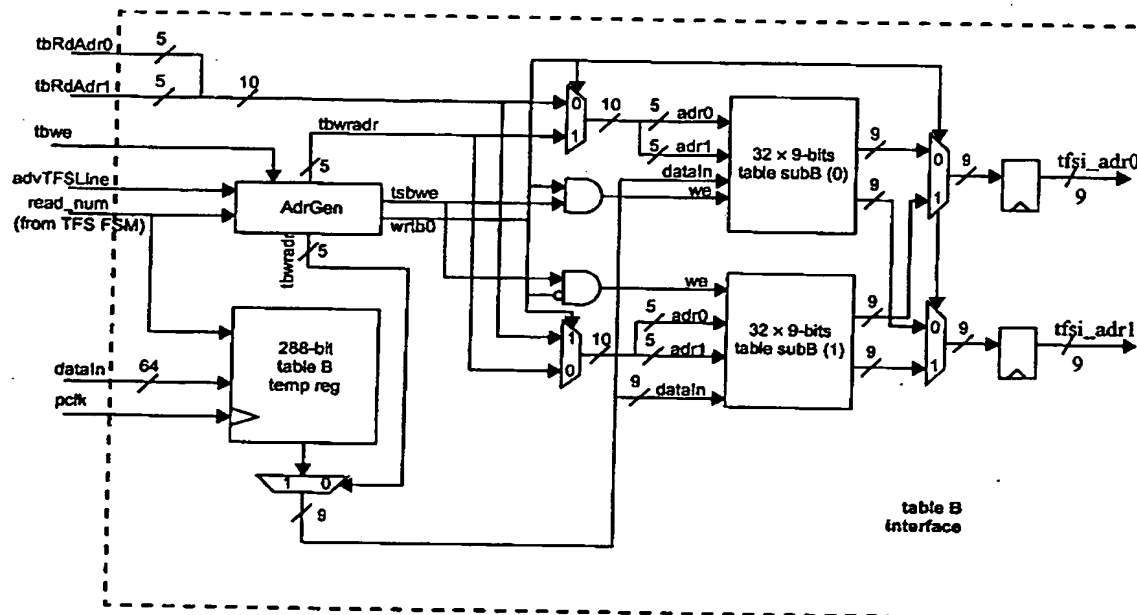 tbRdAdr0
5
tbRdAdr1
5
10
tbwe
tbwradr
5
advTFSLine
read_num
(from TFS FSM)
AdrGen
tsbwe
wrtb0
tbwradr
5
288-bit
table B
temp reg
dataIn
64
pclk
1 0
9
0
1
10
5
adr0
5
adr1
dataIn
we
32 × 9-bits
table subB (0)
9
9
0
1
9
tfsi_adr0
9
we
1
0
10
5
adr0
5
adr1
9
dataIn
32 × 9-bits
table subB (1)
9
9
0
1
9
tfsi_adr1
9
table B
interface